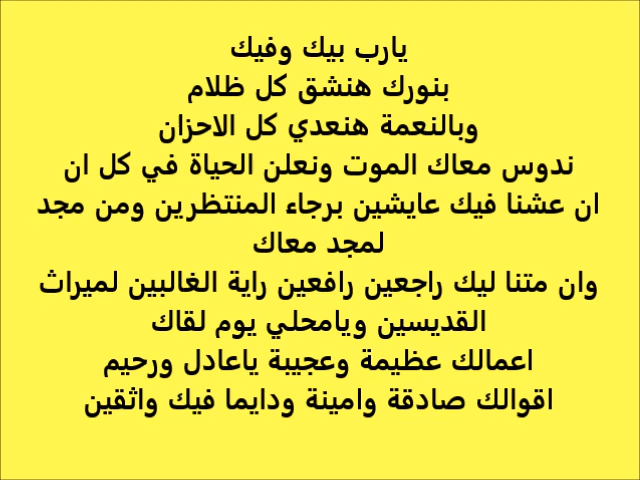 يارب بيك وفيك
بنورك هنشق كل ظلام
وبالنعمة هنعدي كل الاحزان
ندوس معاك الموت ونعلن الحياة في كل ان
ان عشنا فيك عايشين برجاء المنتظرين ومن مجد
لمجد معاك
وان متنا ليك راجعين رافعين راية الغالبين لميراث
القديسين ويامحلي يوم لقاك
اعمالك عظيمة وعجيبة ياعادل ورحيم
اقوالك صادقة وامينة ودايما فيك واثقين